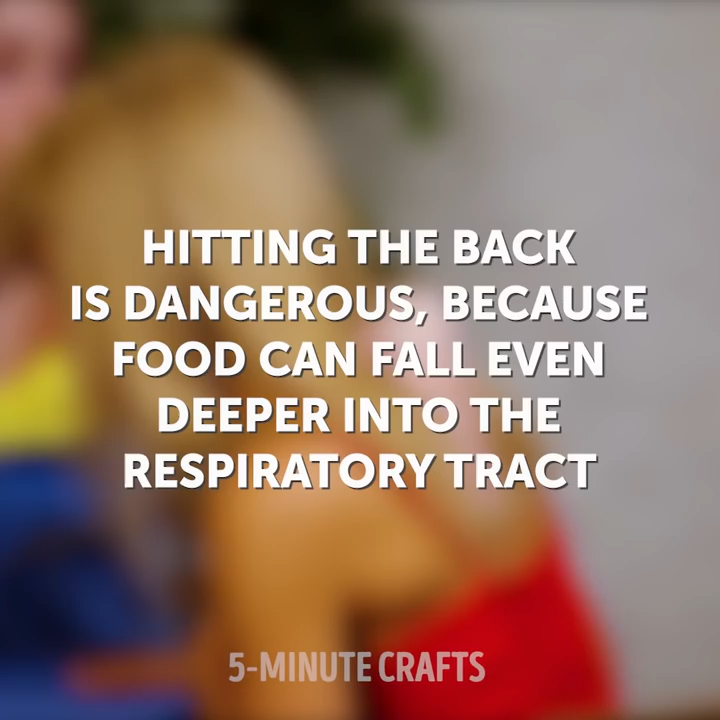 HITTING THE BACK
IS DANGEROUS, BECAUSE
FOOD CAN FALL EVEN
DEEPER INTO THE
RESPIRATORY TRACT
5-MINUTE CRAFTS